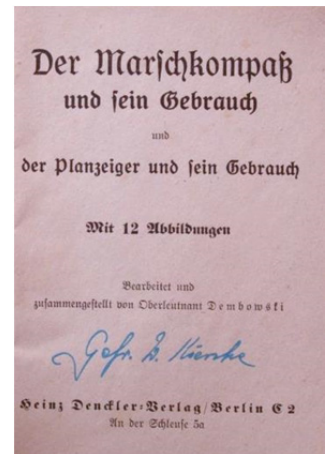 Der Marschkompaß
und sein Gebrauch
und
der Planzeiger und sein Gebrauch
Mit 12 Abbildungen
Bearbeitet und
zusammengestellt von Oberleutnant Dembowski
Gefr.
Heinz Denckler-Verlag/Berlin C 2
An der Schleuse 5a